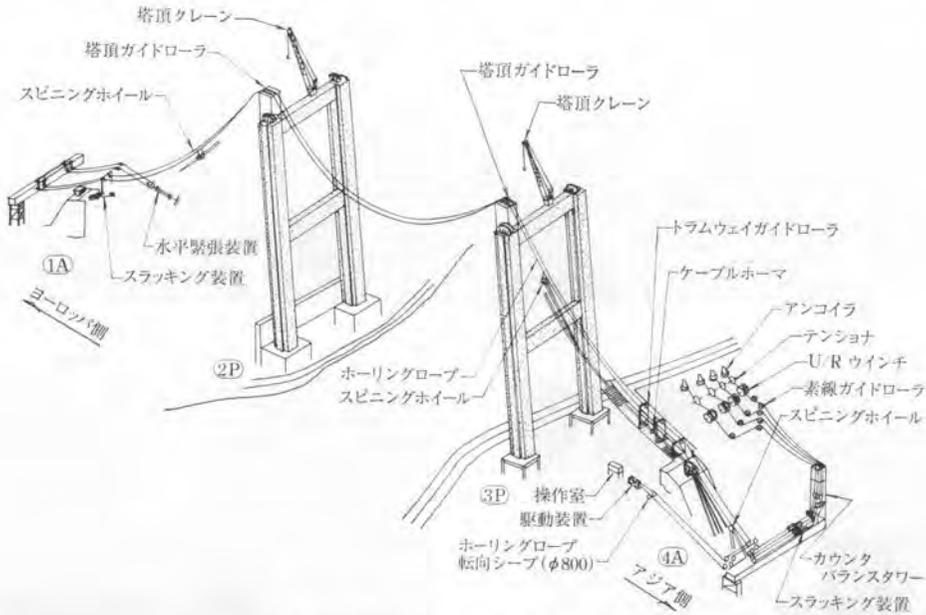 塔頂クレーン
塔頂ガイドローラ
スピニングホイール
水平緊張装置
スラッキング装置
1A
ヨーロッパ側
2P
塔頂ガイドローラ
塔頂クレーン
トラムウェイガイドローラ
ケーブルホーマ
アンコイラ
テンショナ
U/R ウインチ
素線ガイドローラ
スピニングホイール
ホーリングロープ
スピニングホイール
3P
操作室
駆動装置
ホーリングロープ
転向シーブ(φ800)
4A
アジア側
カウンタ
バランスタワー
スラッキング装置